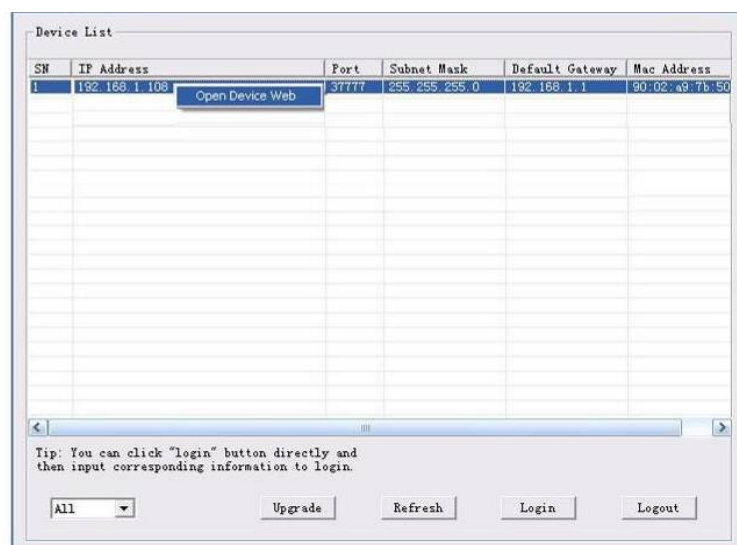 Device List
SN IP Address Port Subnet Mask Default Gateway Mac Address
1 192.168.1.108 37777 255.255.255.0 192.168.1.1 90:02:a9:7b:50
Open Device Web
Tip: You can click "login" button directly and
then input corresponding information to login.
All Upgrade Refresh Login Logout